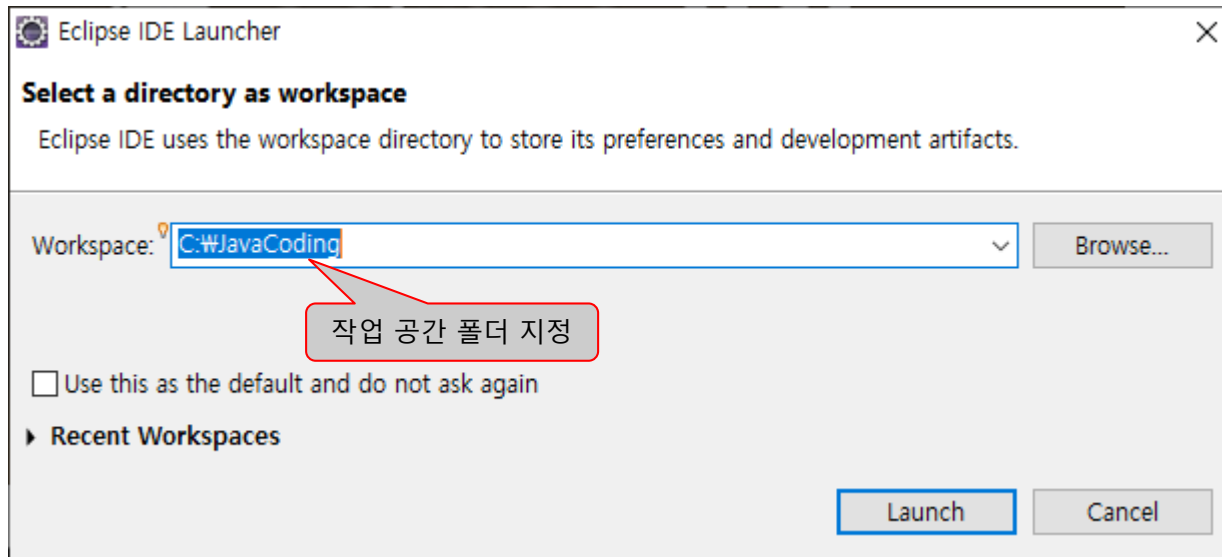 Eclipse IDE Launcher
Select a directory as workspace
Eclipse IDE uses the workspace directory to store its preferences and development artifacts.
Workspace: C:₩JavaCoding Browse...
작업 공간 폴더 지정
Use this as the default and do not ask again
Recent Workspaces
Launch Cancel